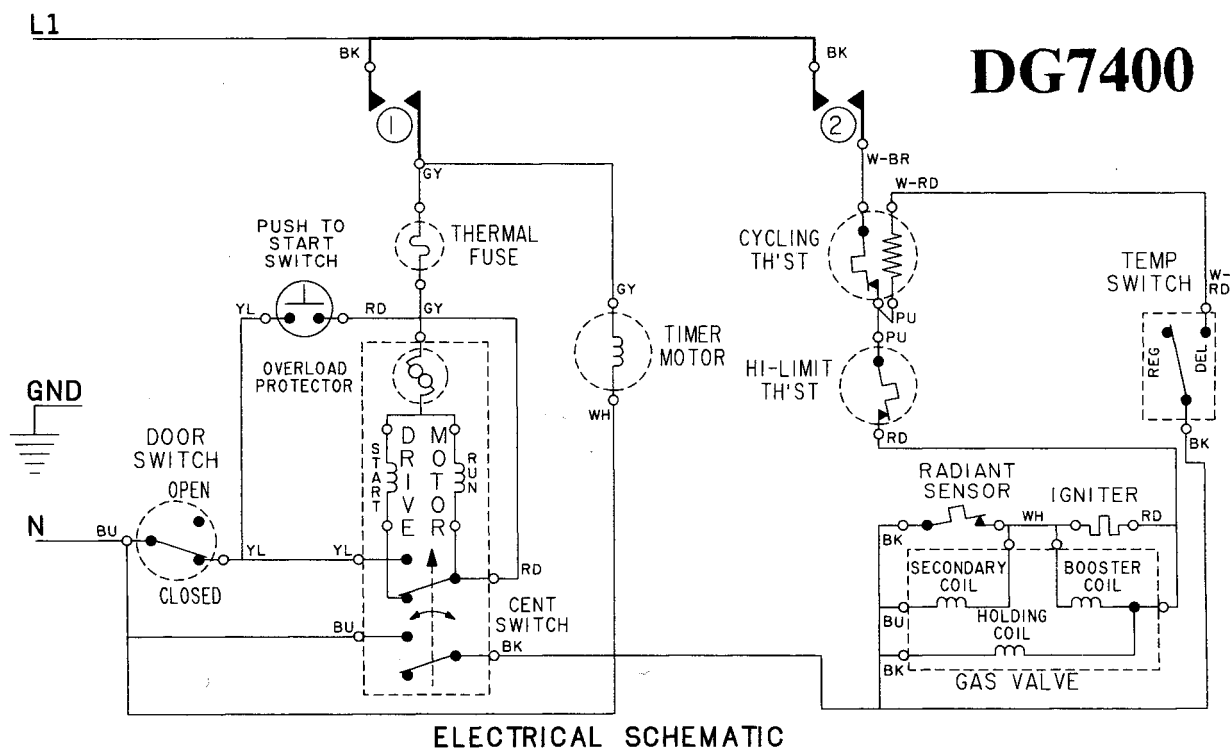 L1
BK
BK
DG7400
1
2
GY
W-BR
W-RD
PUSH TO
START
SWITCH
THERMAL
FUSE
CYCLING
TH'ST
TEMP
SWITCH
W-
RD
YL
RD
GY
GY
PU
PU
TIMER
MOTOR
REG
DEL
OVERLOAD
PROTECTOR
HI-LIMIT
TH'ST
GND
WH
RD
BK
DOOR
SWITCH
OPEN
START
DRIVE
MOTOR
RUN
RADIANT
SENSOR
IGNITER
N
BU
BK
WH
RD
YL
YL
CLOSED
RD
SECONDARY
COIL
BOOSTER
COIL
CENT
SWITCH
BU
HOLDING
COIL
BU
BK
BK
GAS VALVE
ELECTRICAL SCHEMATIC